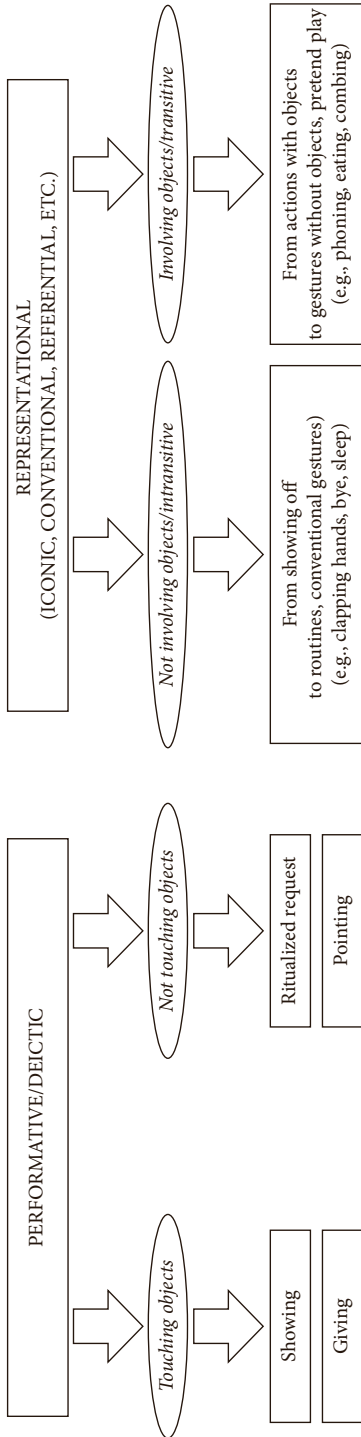 PERFORMATIVE/DEICTIC
Touching objects
Showing
Giving
Not touching objects
Ritualized request
Pointing
REPRESENTATIONAL
(ICONIC, CONVENTIONAL, REFERENTIAL, ETC.)
Not involving objects/intransitive
From showing off
to routines, conventional gestures)
(e.g., clapping hands, bye, sleep)
Involving objects/transitive
From actions with objects
to gestures without objects, pretend play
(e.g., phoning, eating, combing)